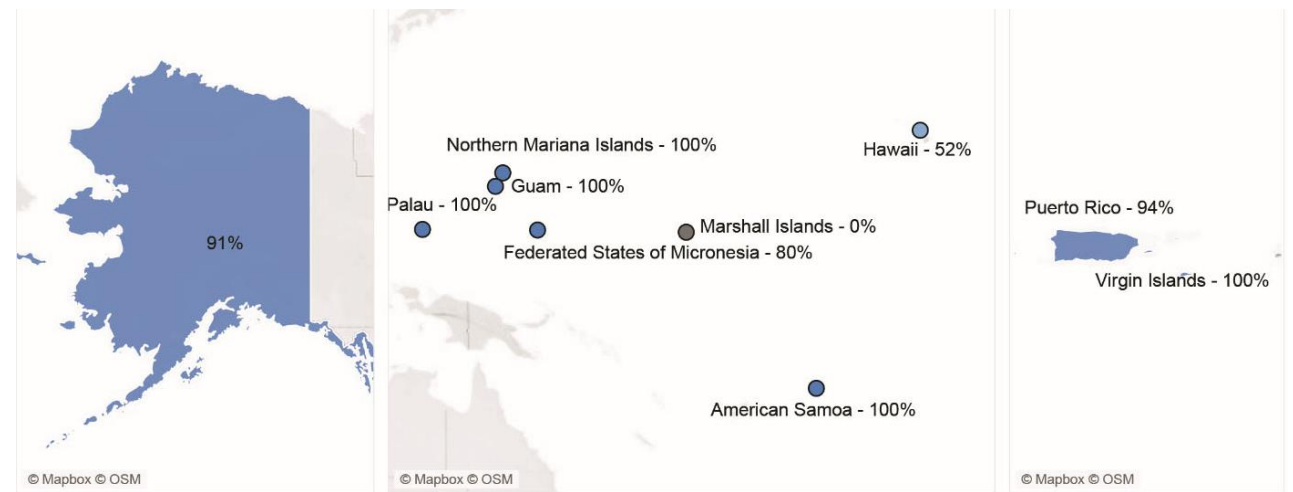 91%
© Mapbox © OSM
Northern Mariana Islands - 100%
Guam - 100%
Palau - 100%
Federated States of Micronesia - 80%
Marshall Islands - 0%
Hawaii - 52%
American Samoa - 100%
© Mapbox © OSM
Puerto Rico - 94%
Virgin Islands - 100%
© Mapbox © OSM